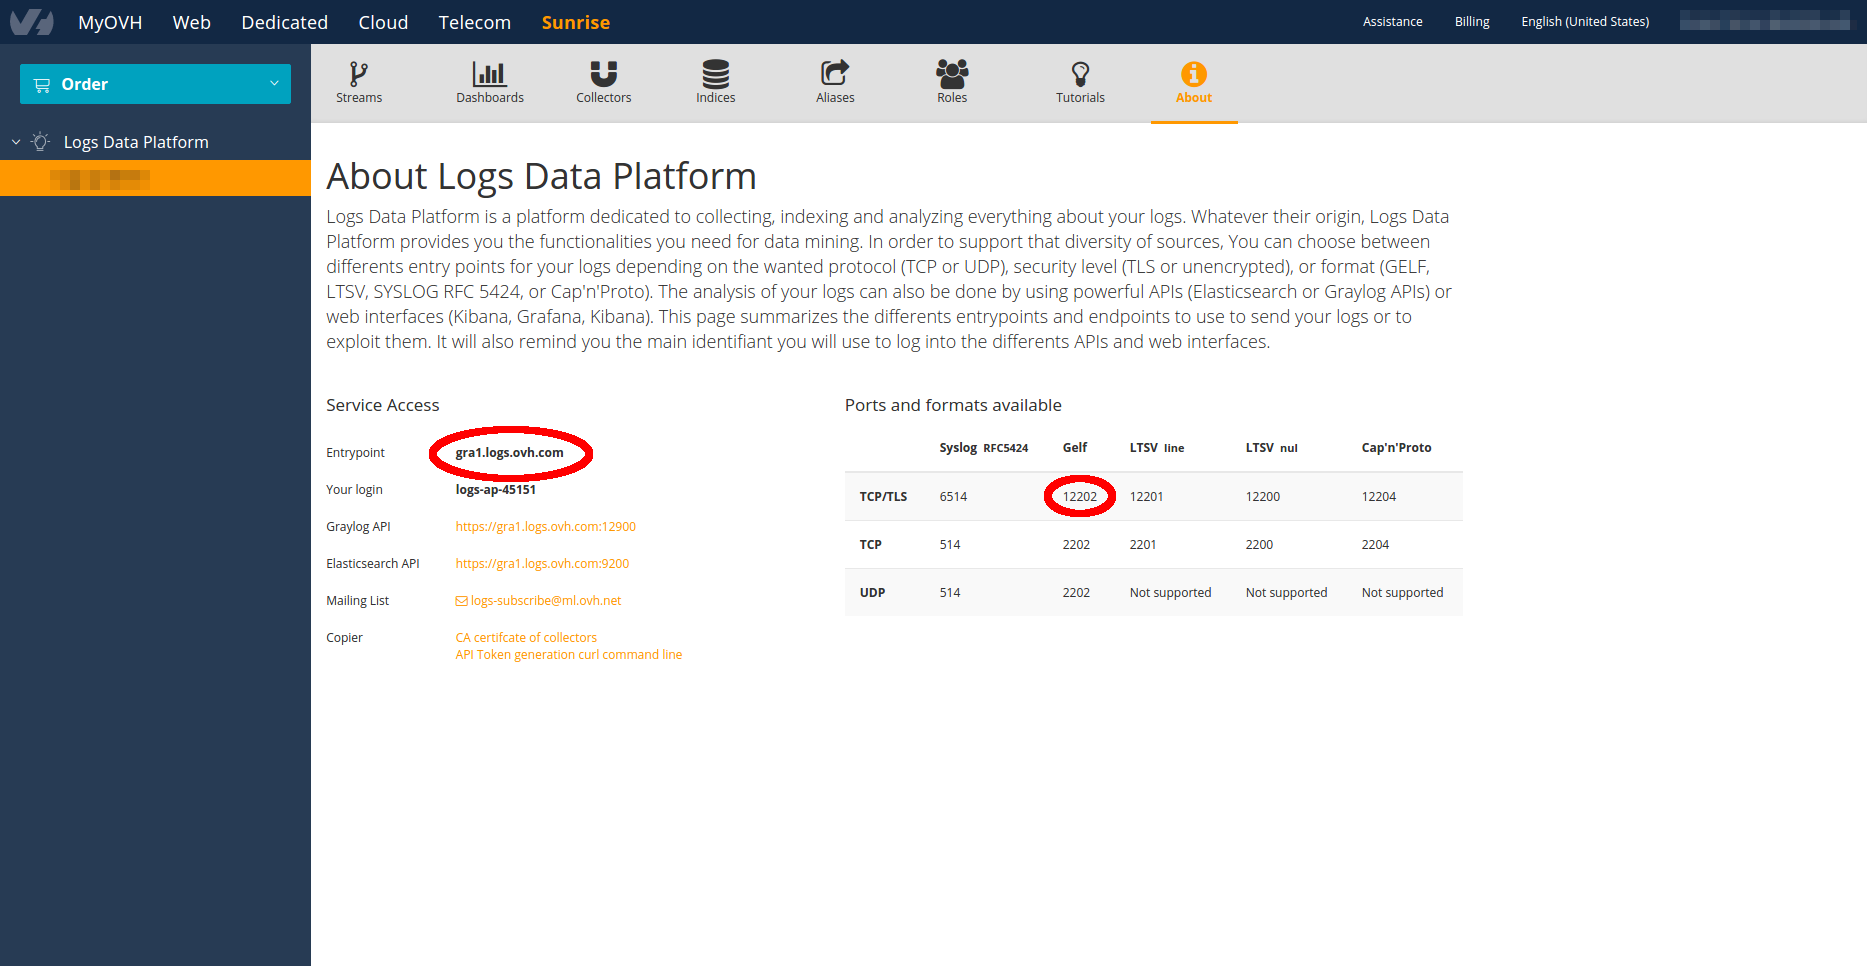 MyOVH Web Dedicated Cloud Telecom Sunrise Assistance Billing English (United States)
Order
Logs Data Platform
Streams Dashboards Collectors Indices Aliases Roles Tutorials About
About Logs Data Platform
Logs Data Platform is a platform dedicated to collecting, indexing and analyzing everything about your logs. Whatever their origin, Logs Data
Platform provides you the functionalities you need for data mining. In order to support that diversity of sources, You can choose between
differents entry points for your logs depending on the wanted protocol (TCP or UDP), security level (TLS or unencrypted), or format (GELF,
LTSV, SYSLOG RFC 5424, or Cap'n'Proto). The analysis of your logs can also be done by using powerful APIs (Elasticsearch or Graylog APIs) or
web interfaces (Kibana, Grafana, Kibana). This page summarizes the differents entrypoints and endpoints to use to send your logs or to
exploit them. It will also remind you the main identifiant you will use to log into the differents APIs and web interfaces.
Service Access
Entrypoint gra1.logs.ovh.com
Your login logs-ap-45151
Graylog API https://gra1.logs.ovh.com:12900
Elasticsearch API https://gra1.logs.ovh.com:9200
Mailing List logs-subscribe@ml.ovh.net
Copier CA certifcate of collectors
API Token generation curl command line
Ports and formats available
Syslog RFC5424 Gelf LTSV line LTSV nul Cap'n'Proto
TCP/TLS 6514 12202 12201 12200 12204
TCP 514 2202 2201 2200 2204
UDP 514 2202 Not supported Not supported Not supported